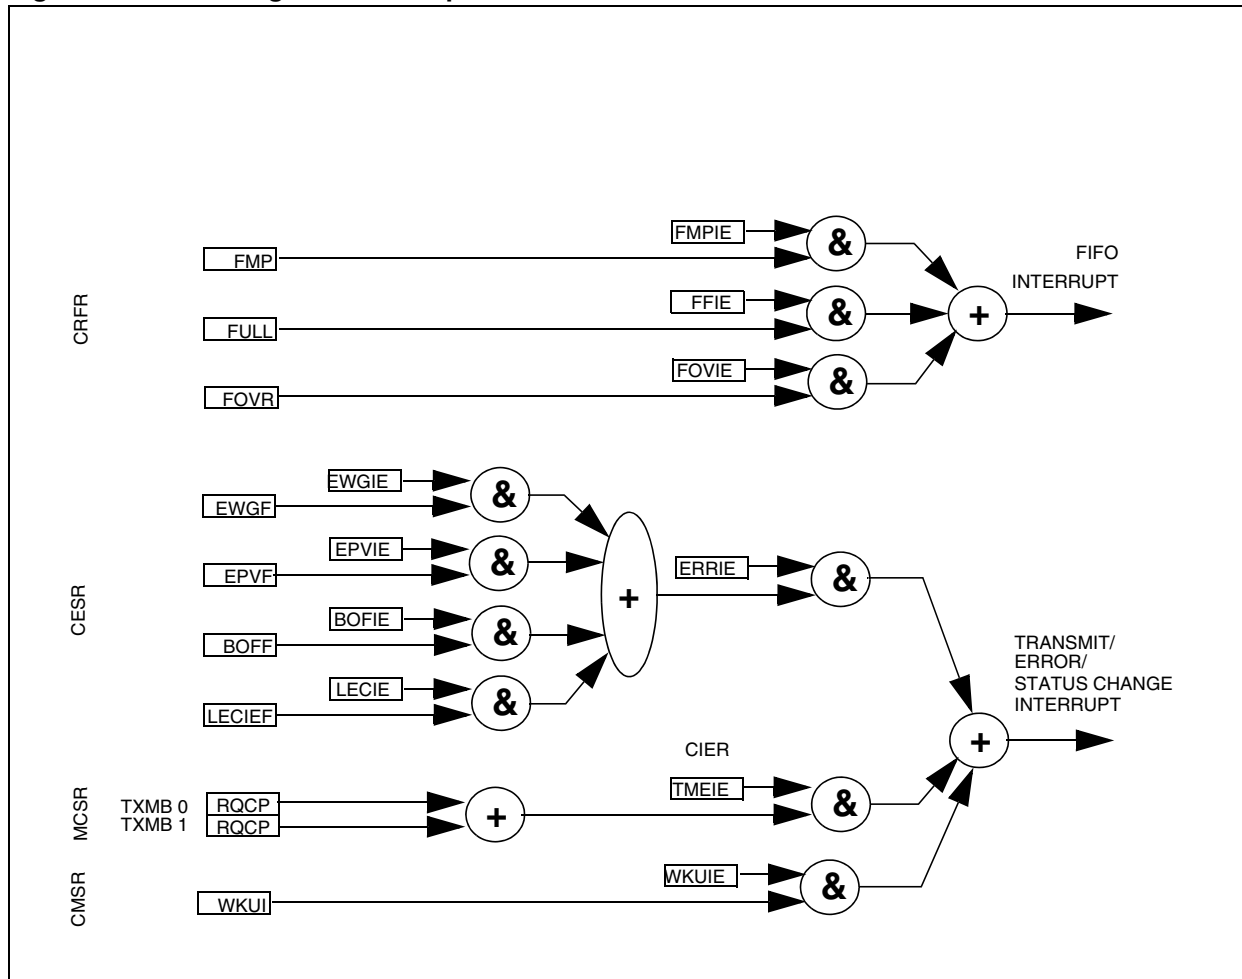 FMPIE
&
FMP
FIFO
INTERRUPT
CRFR
FFIE
&
+
FULL
FOVIE
&
FOVR
EWGIE
&
EWGF
EPVIE
&
EPVF
ERRIE
&
CESR
+
BOFIE
&
BOFF
TRANSMIT/
ERROR/
STATUS CHANGE
INTERRUPT
LECIE
&
LECIEF
+
CIER
MCSR
TXMB 0
RQCP
TMEIE
&
TXMB 1
RQCP
+
CMSR
WKUIE
&
WKUI